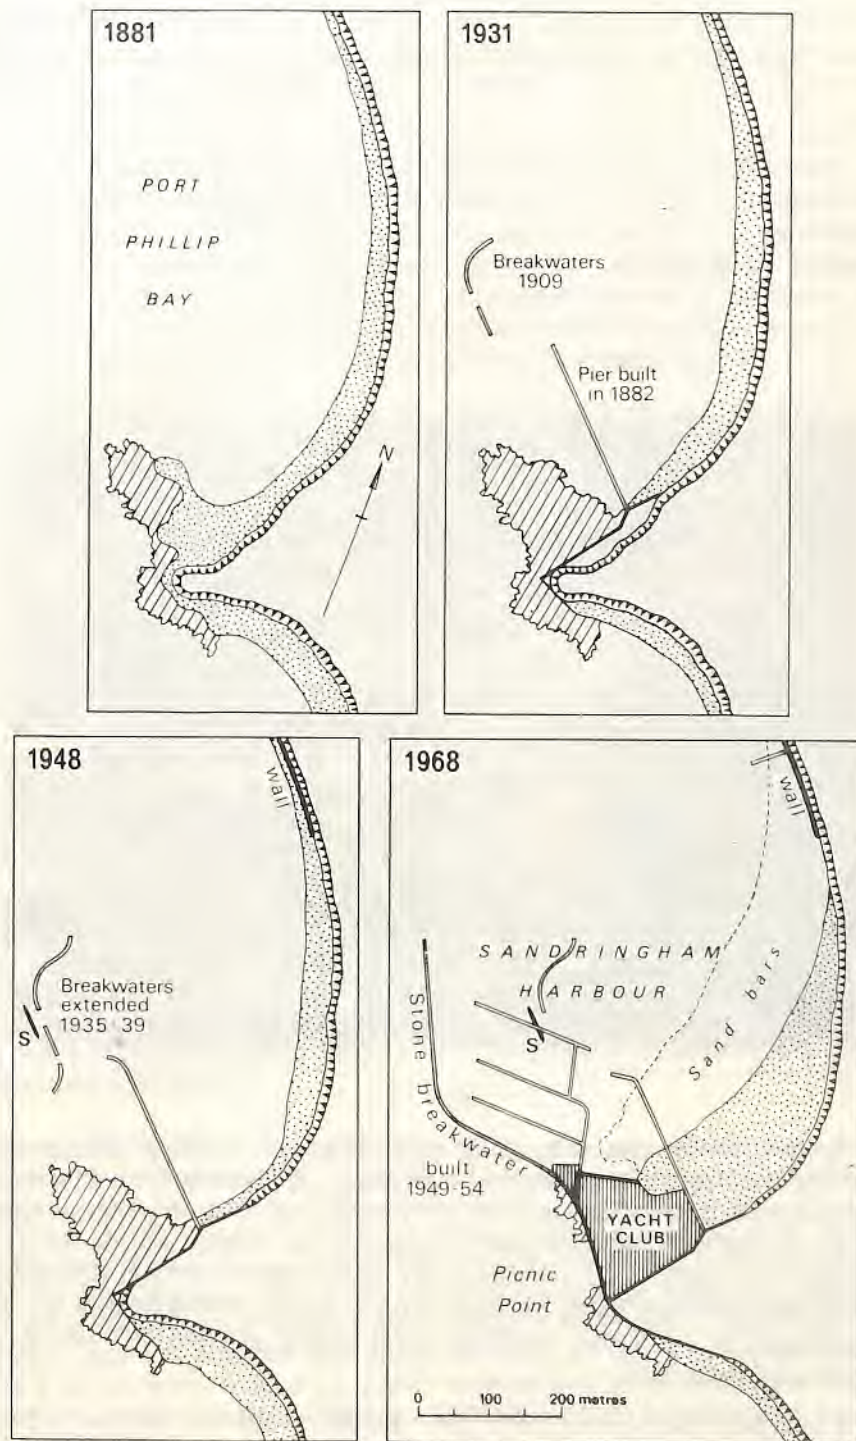 1881
PORT
PHILLIP
BAY
N
1931
Breakwaters
1909
Pier built
in 1882
1948
wall
Breakwaters
extended
1935-39
S
1968
wall
SANDRINGHAM
HARBOUR
S
Sand bars
Stone breakwater
built
1949-54
YACHT
CLUB
Picnic
Point
0 100 200 metres